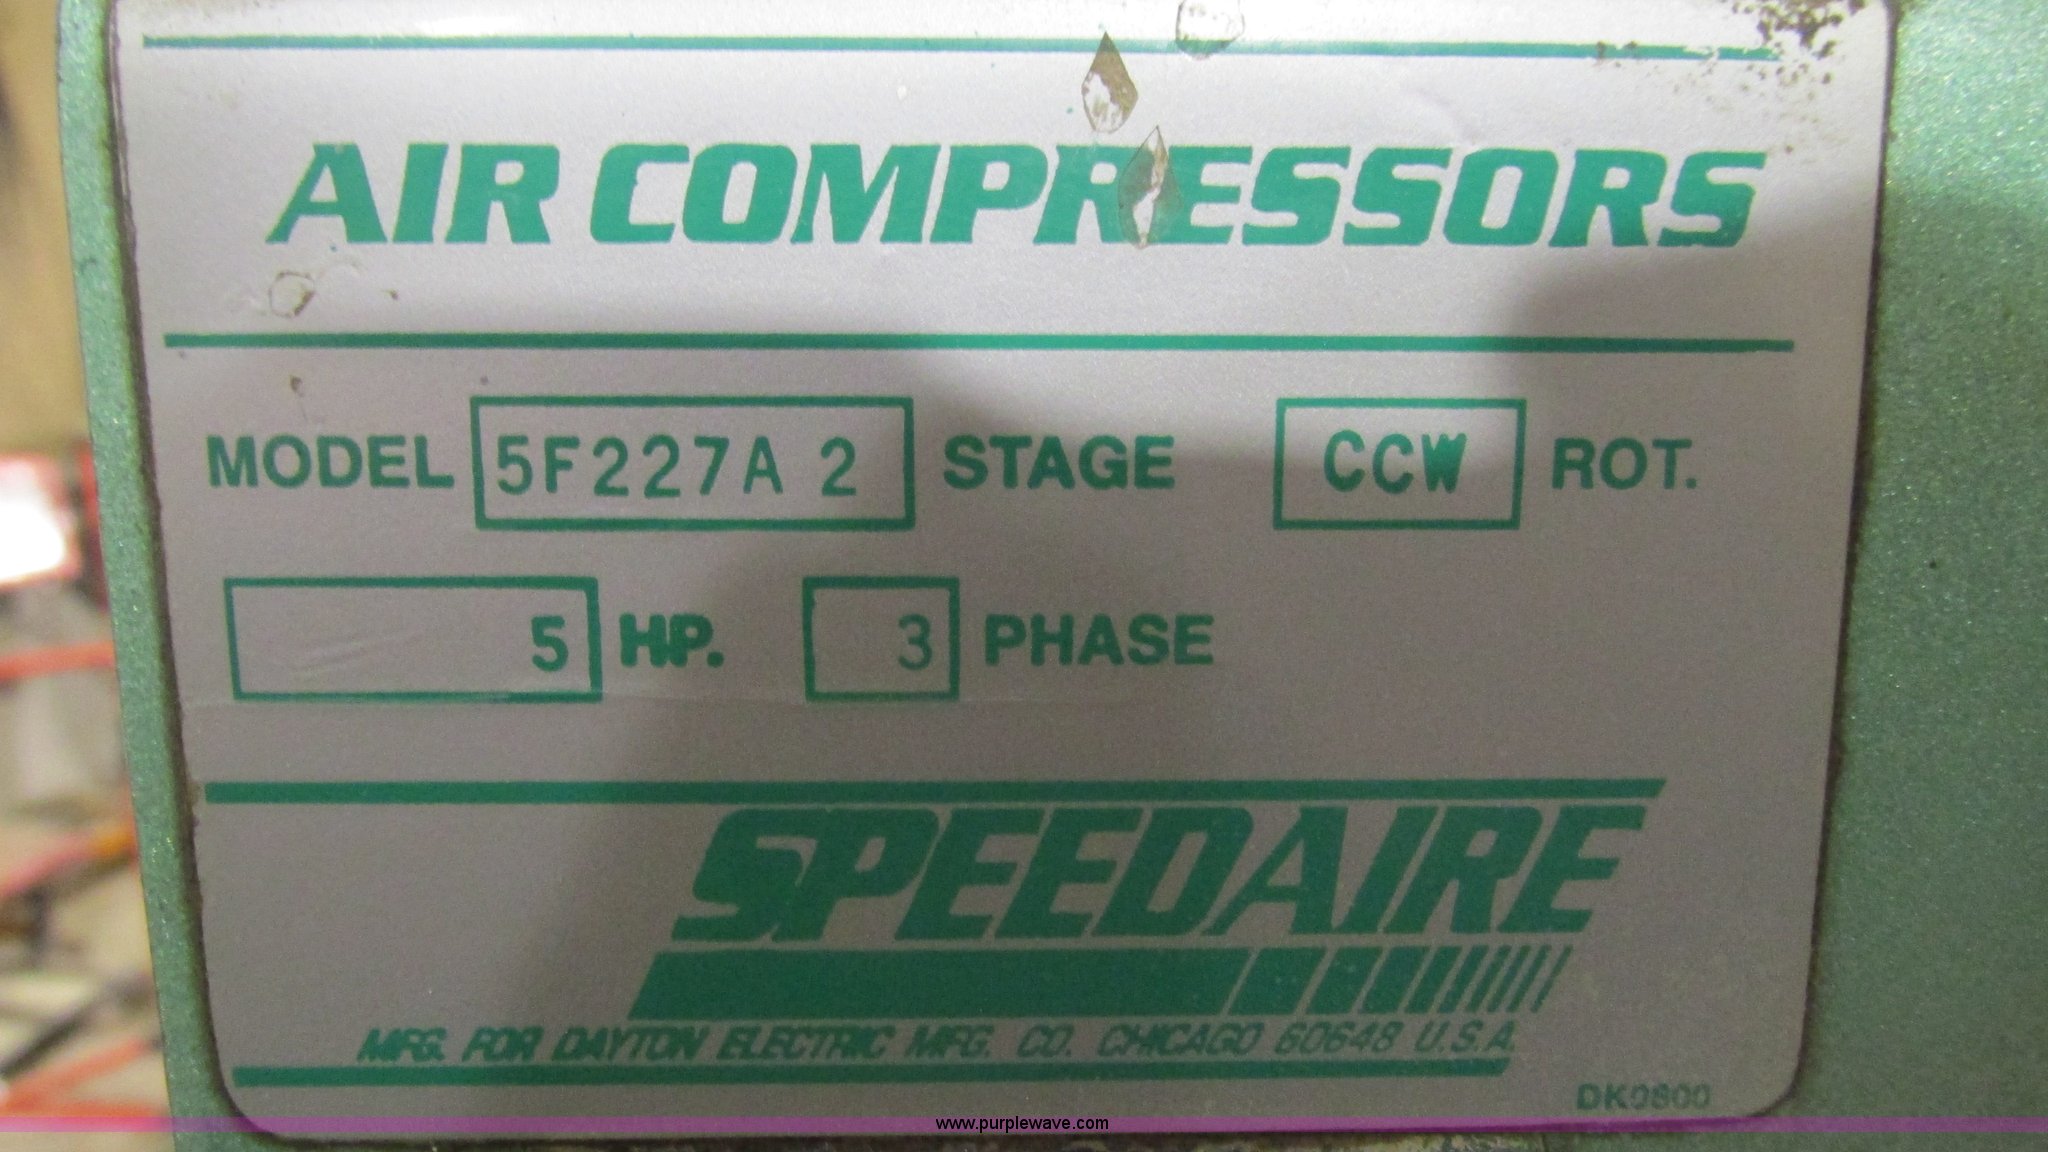 AIR COMPRESSORS
MODEL 5F227A 2 STAGE CCW ROT.
5 HP. 3 PHASE
SPEEDAIRE
MFG. FOR DAYTON ELECTRIC MFG. CO. CHICAGO 60648 U.S.A.
DK0800
www.purplewave.com